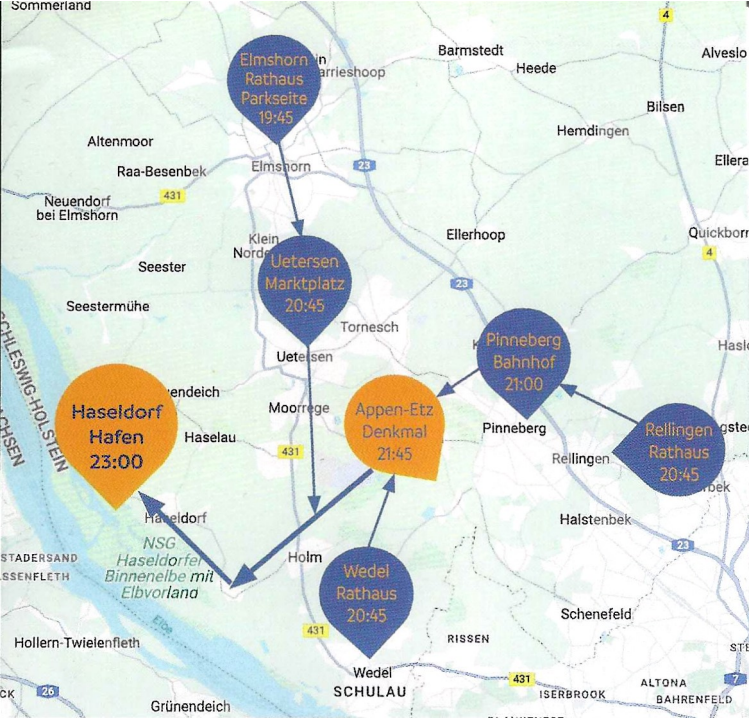 Sommerland
4
Elmshorn
Rathaus
Parkseite
19:45
Barmstedt
Heede
Alveslo
Bilsen
Hemdingen
Altenmoor
Raa-Besenbek
Elmshorn
23
Ellera
431
Neuendorf
bei Elmshorn
Klein
Ellerhoop
Quickborn
4
Seester
Uetersen
Marktplatz
20:45
23
Seestermühe
Tornesch
SCHLESWIG-HOLSTEIN
Pinneberg
Bahnhof
21:00
Uetersen
Haseldorf
Hafen
23:00
Moorrege
Appen-Etz
Denkmal
21:45
Haselau
Pinneberg
Rellingen
Rellingen
Rathaus
20:45
431
Haseldorf
Halstenbek
23
NSG
Haseldorfer
Binnenelbe mit
Elbvorland
STADERSAND
SSENFLETH
Holm
Wedel
Rathaus
20:45
Elbe
Schenefeld
431
RISSEN
Hollern-Twielenfleth
Wedel
SCHULAU
431
ISERBROOK
ALTONA
BAHRENFELD
7
CK
26
Grünendeich